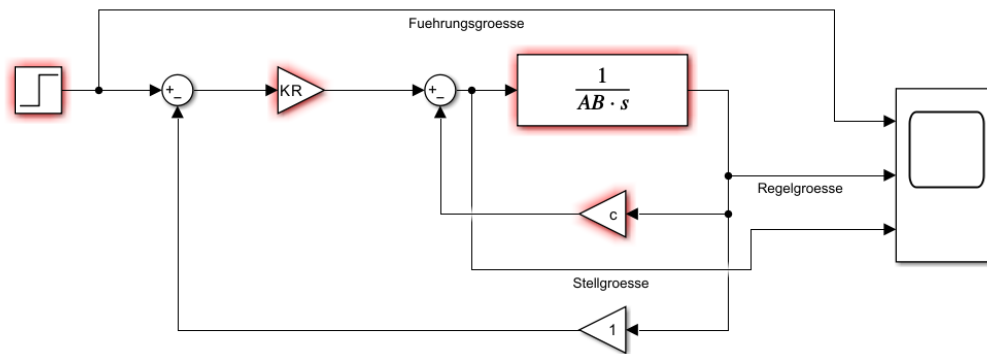 Fuehrungsgroesse
+
−
KR
+
−
1
AB · s
Regelgroesse
c
Stellgroesse
1